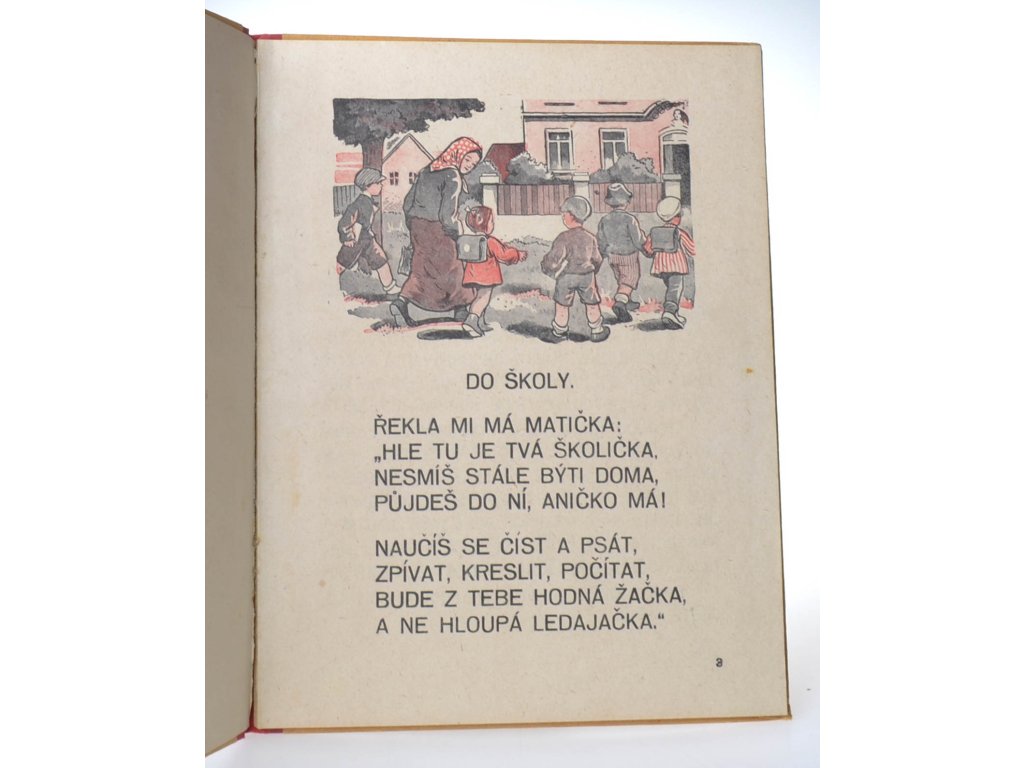 DO ŠKOLY.
ŘEKLA MI MÁ MATIČKA:
„HLE TU JE TVÁ ŠKOLIČKA,
NESMÍŠ STÁLE BÝTI DOMA,
PŮJDEŠ DO NÍ, ANIČKO MÁ!
NAUČÍŠ SE ČÍST A PSÁT,
ZPÍVAT, KRESLIT, POČÍTAT,
BUDE Z TEBE HODNÁ ŽAČKA,
A NE HLOUPÁ LEDAJAČKA.“
3